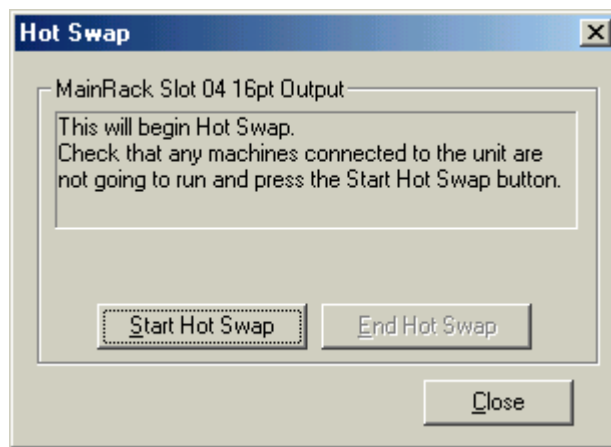 Hot Swap
MainRack Slot 04 16pt Output
This will begin Hot Swap.
Check that any machines connected to the unit are
not going to run and press the Start Hot Swap button.
Start Hot Swap
End Hot Swap
Close